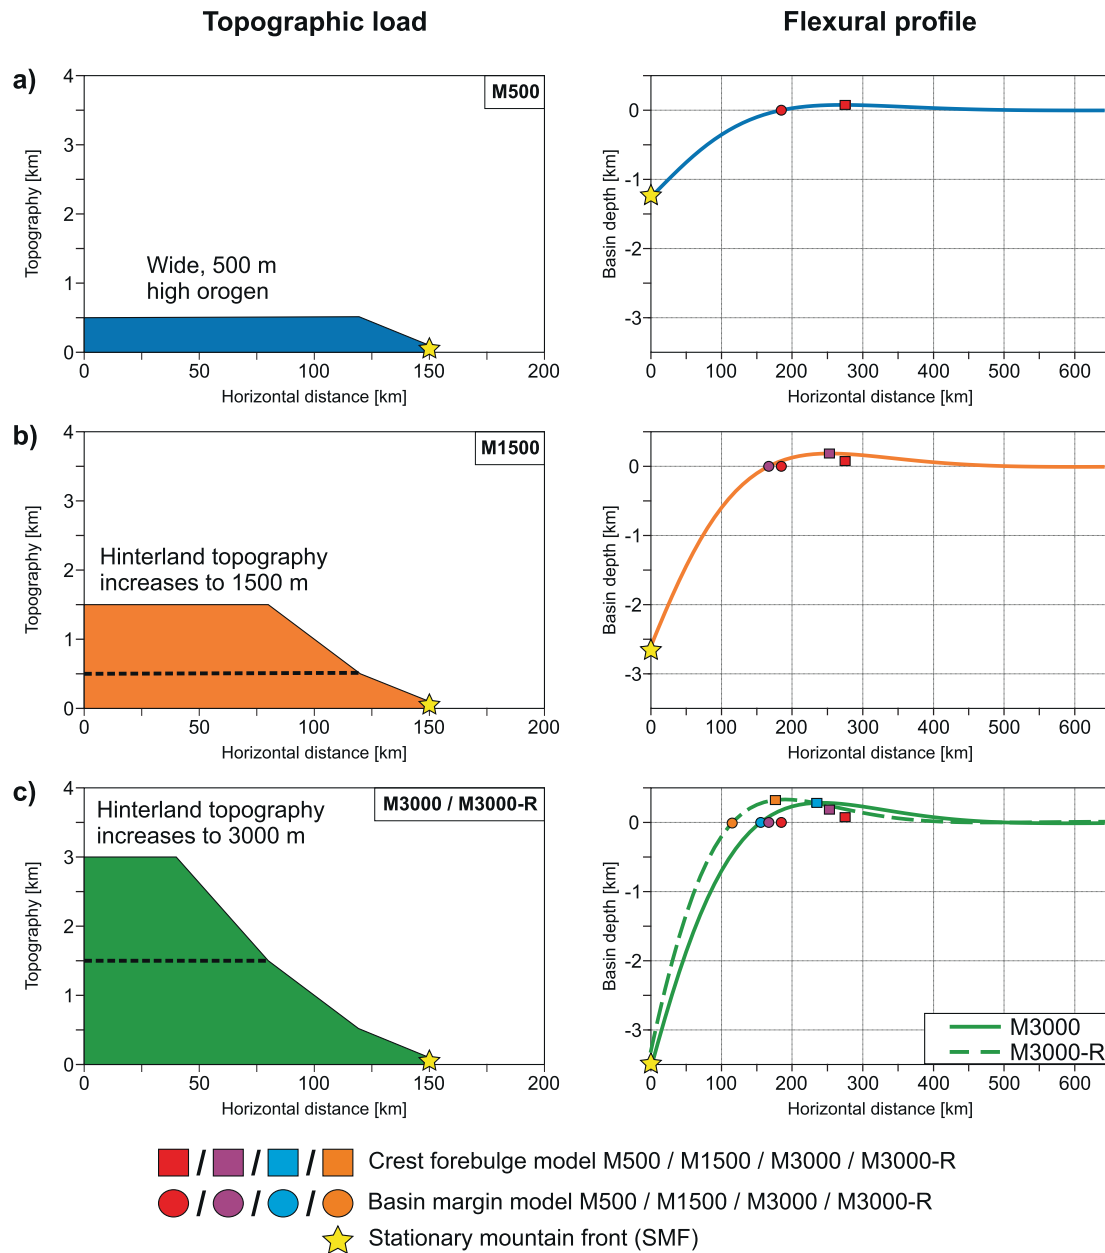 Topographic load
Flexural profile
a)
4
3
2
1
0
Topography [km]
M500
Wide, 500 m
high orogen
0 50 100 150 200
Horizontal distance [km]
0
-1
-2
-3
Basin depth [km]
0 100 200 300 400 500 600
Horizontal distance [km]
b)
4
3
2
1
0
Topography [km]
M1500
Hinterland topography
increases to 1500 m
0 50 100 150 200
Horizontal distance [km]
0
-1
-2
-3
Basin depth [km]
0 100 200 300 400 500 600
Horizontal distance [km]
c)
4
3
2
1
0
Topography [km]
M3000 / M3000-R
Hinterland topography
increases to 3000 m
0 50 100 150 200
Horizontal distance [km]
0
-1
-2
-3
Basin depth [km]
M3000
M3000-R
0 100 200 300 400 500 600
Horizontal distance [km]
/ / / Crest forebulge model M500 / M1500 / M3000 / M3000-R
/ / / Basin margin model M500 / M1500 / M3000 / M3000-R
Stationary mountain front (SMF)